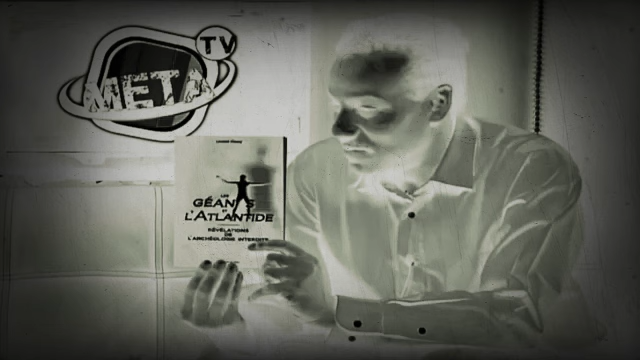 META
TV
LES
GÉANTS
DE
L'ATLANTIDE
RÉVÉLATIONS
DE
L'ARCHÉOLOGIE INTERDITE